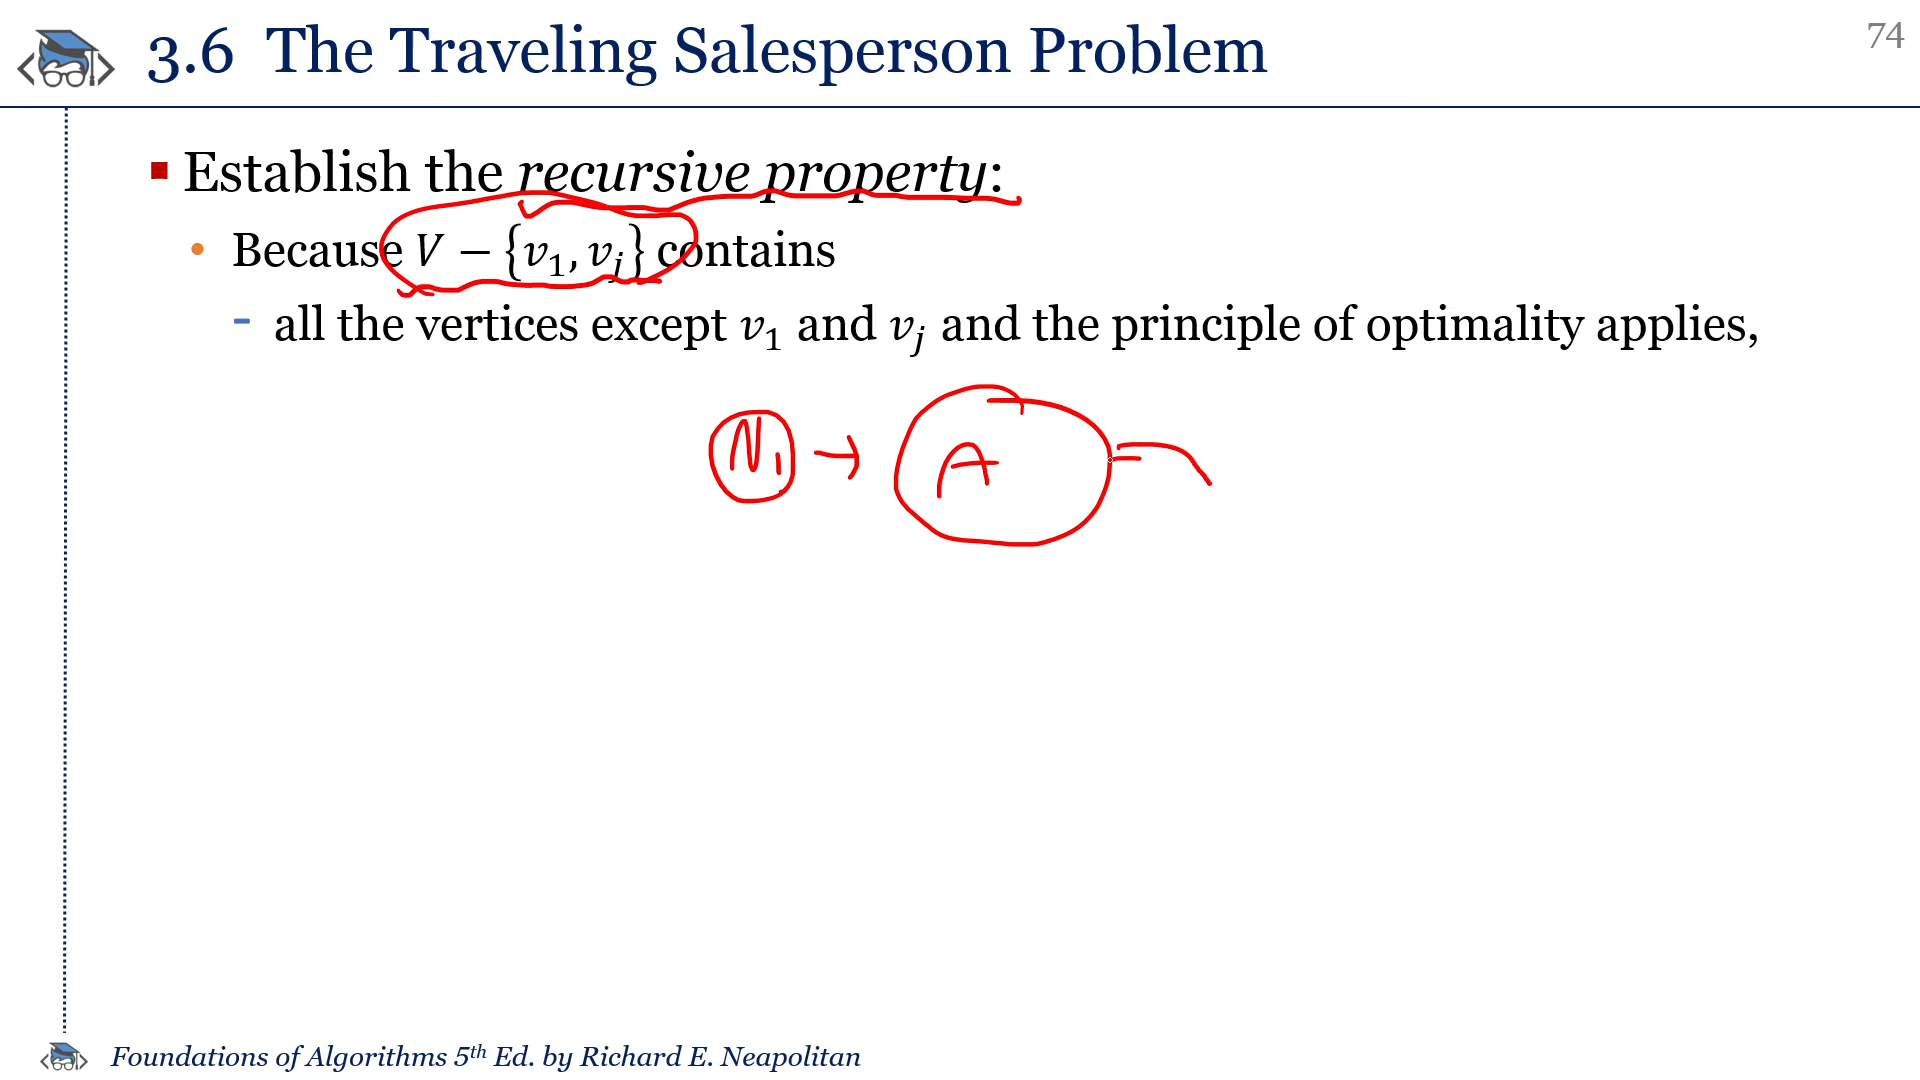 3.6 The Traveling Salesperson Problem
74
Establish the recursive property:
Because V − {v₁, vⱼ} contains
- all the vertices except v₁ and vⱼ and the principle of optimality applies,
V₁ → A
Foundations of Algorithms 5th Ed. by Richard E. Neapolitan